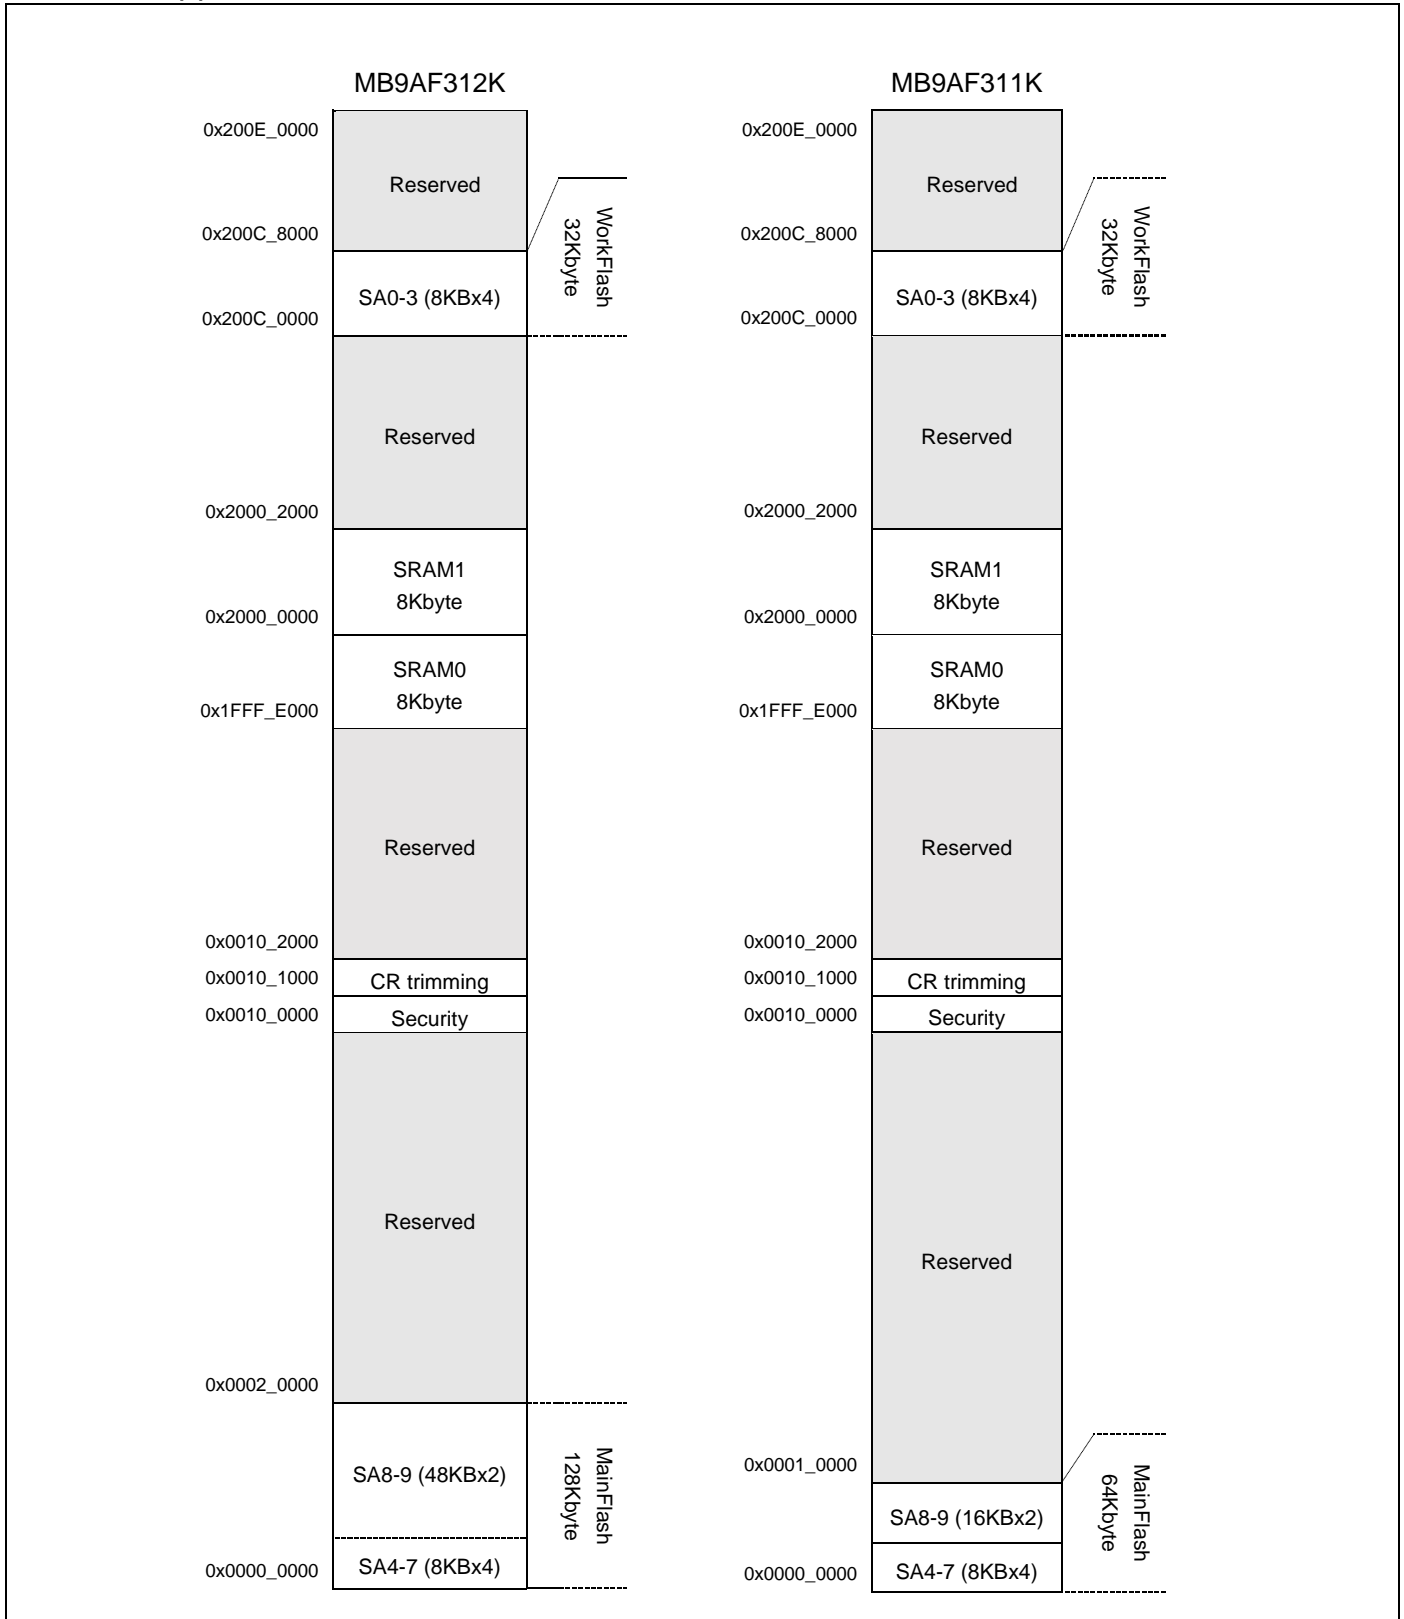 MB9AF312K
0x200E_0000
Reserved
0x200C_8000
WorkFlash
32Kbyte
SA0-3 (8KBx4)
0x200C_0000
Reserved
0x2000_2000
SRAM1
8Kbyte
0x2000_0000
SRAM0
8Kbyte
0x1FFF_E000
Reserved
0x0010_2000
0x0010_1000
CR trimming
0x0010_0000
Security
Reserved
0x0002_0000
SA8-9 (48KBx2)
MainFlash
128Kbyte
SA4-7 (8KBx4)
0x0000_0000
MB9AF311K
0x200E_0000
Reserved
0x200C_8000
WorkFlash
32Kbyte
SA0-3 (8KBx4)
0x200C_0000
Reserved
0x2000_2000
SRAM1
8Kbyte
0x2000_0000
SRAM0
8Kbyte
0x1FFF_E000
Reserved
0x0010_2000
0x0010_1000
CR trimming
0x0010_0000
Security
Reserved
0x0001_0000
SA8-9 (16KBx2)
MainFlash
64Kbyte
SA4-7 (8KBx4)
0x0000_0000